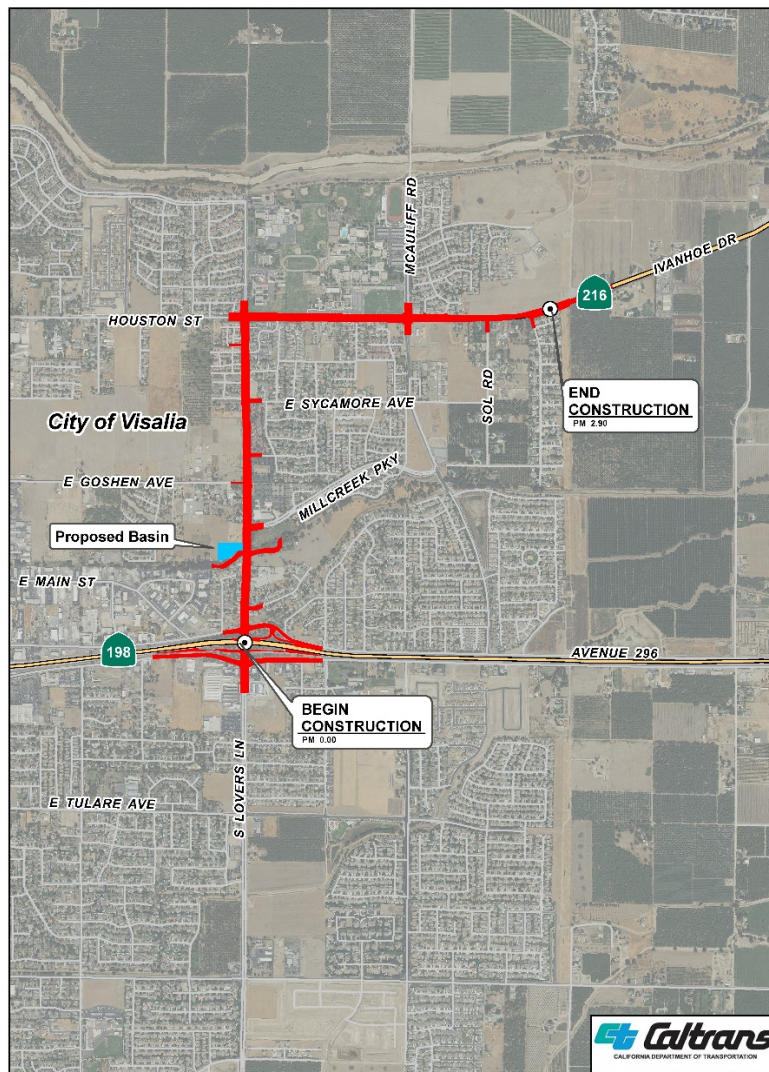 MCAULIFF RD
IVANHOE DR
216
HOUSTON ST
END
CONSTRUCTION
PM 2.90
E SYCAMORE AVE
SOL RD
City of Visalia
E GOSHEN AVE
MILLCREEK PKY
Proposed Basin
E MAIN ST
198
AVENUE 296
BEGIN
CONSTRUCTION
PM 0.00
S LOVERS LN
E TULARE AVE
ct Caltrans
CALIFORNIA DEPARTMENT OF TRANSPORTATION